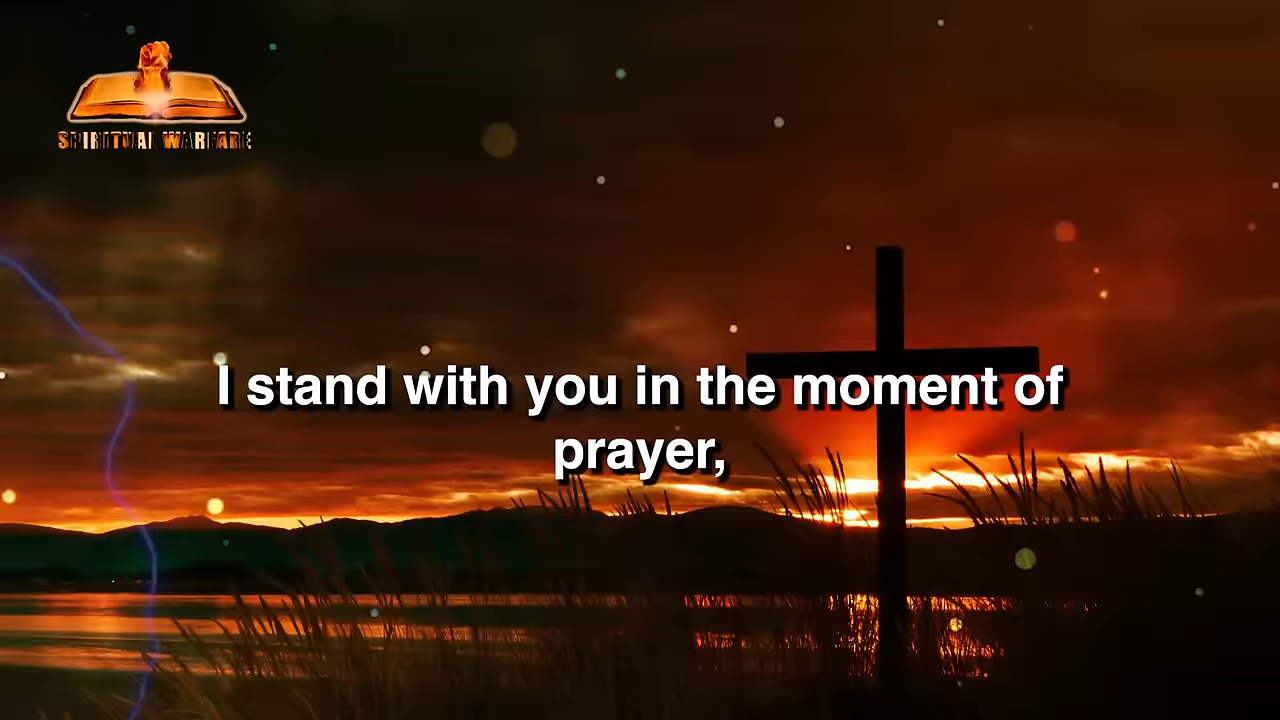 SPIRITUAL WARFARE
I stand with you in the moment of
prayer,